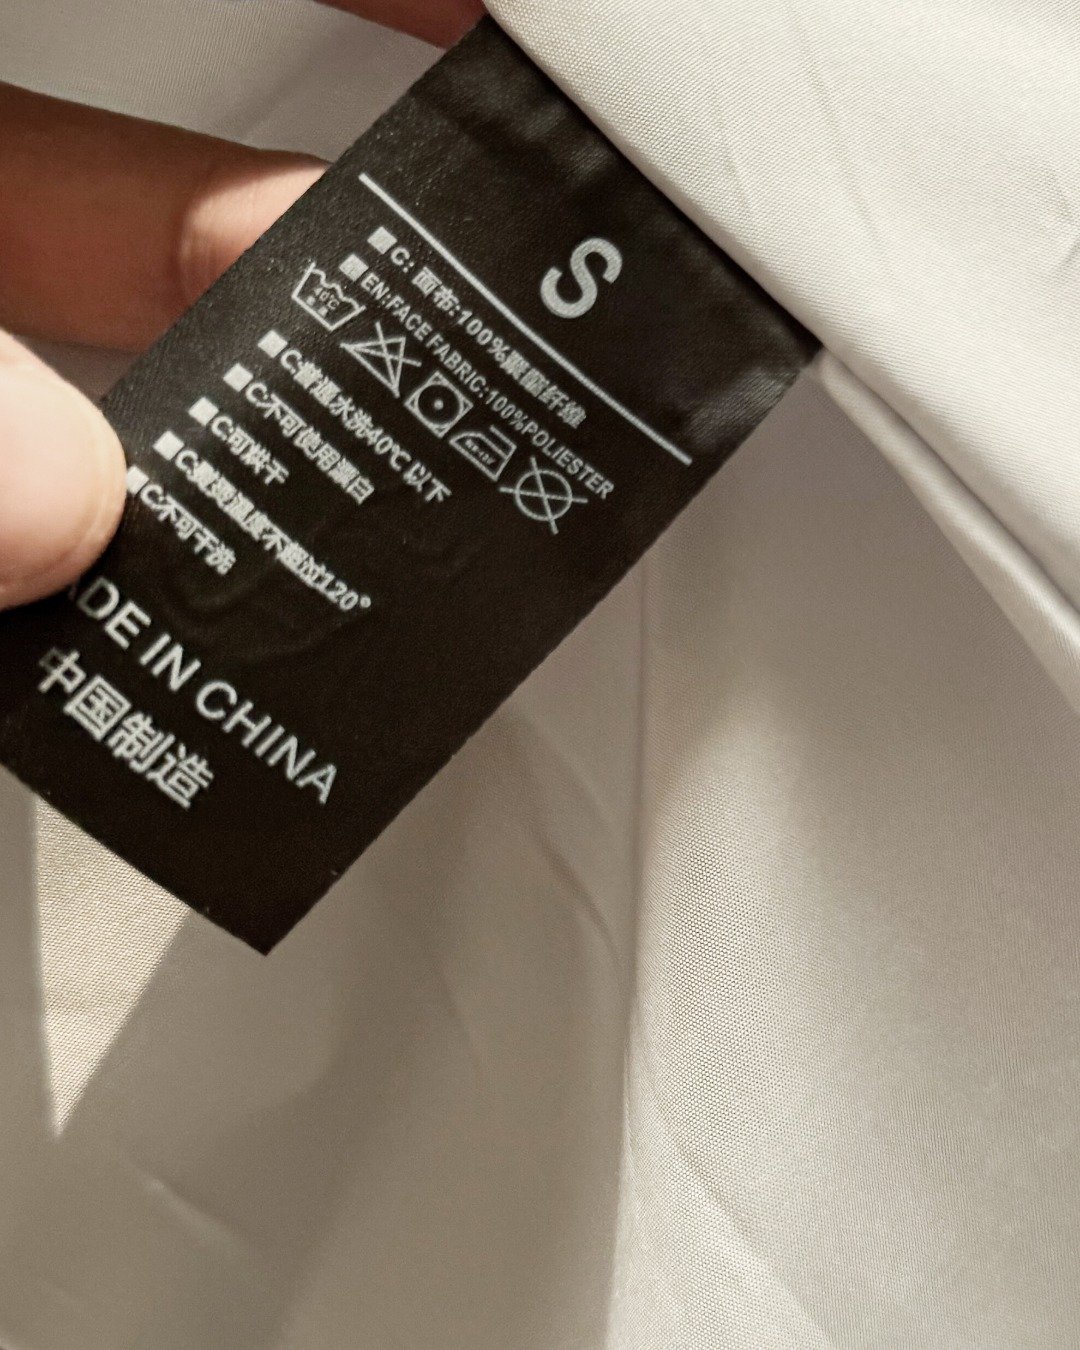 S
C: 面布:100%聚酯纤维
EN:FACE FABRIC:100%POLIESTER
40℃
C:普通水洗40℃以下
C:不可使用漂白
C:可烘干
C:熨烫温度不超过120°
C:不可干洗
ADE IN CHINA
中国制造